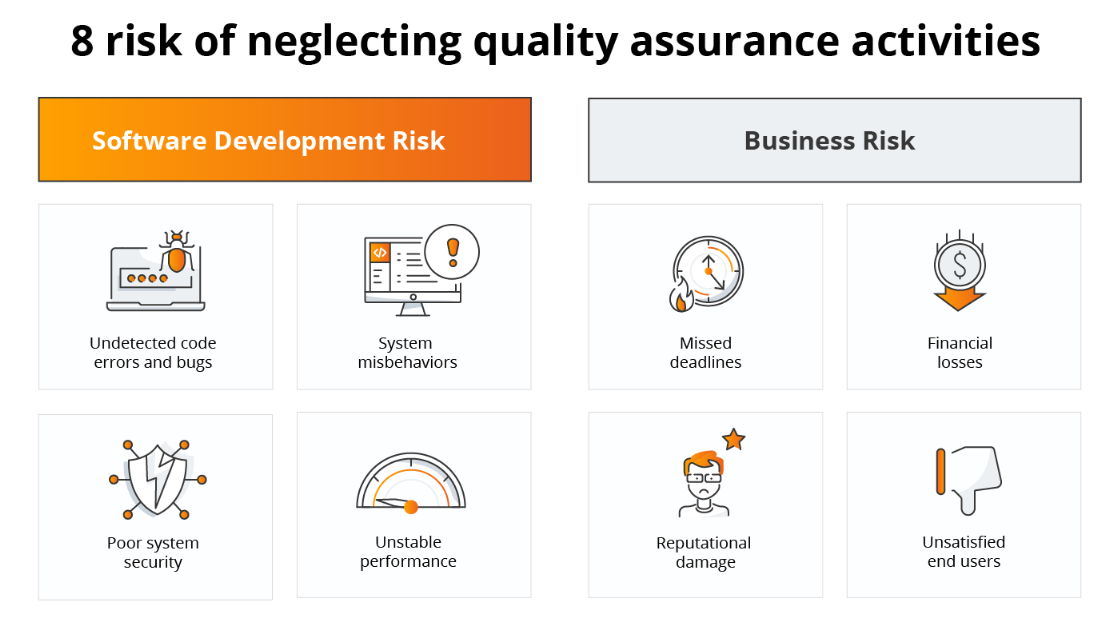 8 risk of neglecting quality assurance activities
Software Development Risk
Business Risk
Undetected code
errors and bugs
System
misbehaviors
Missed
deadlines
Financial
losses
Poor system
security
Unstable
performance
Reputational
damage
Unsatisfied
end users